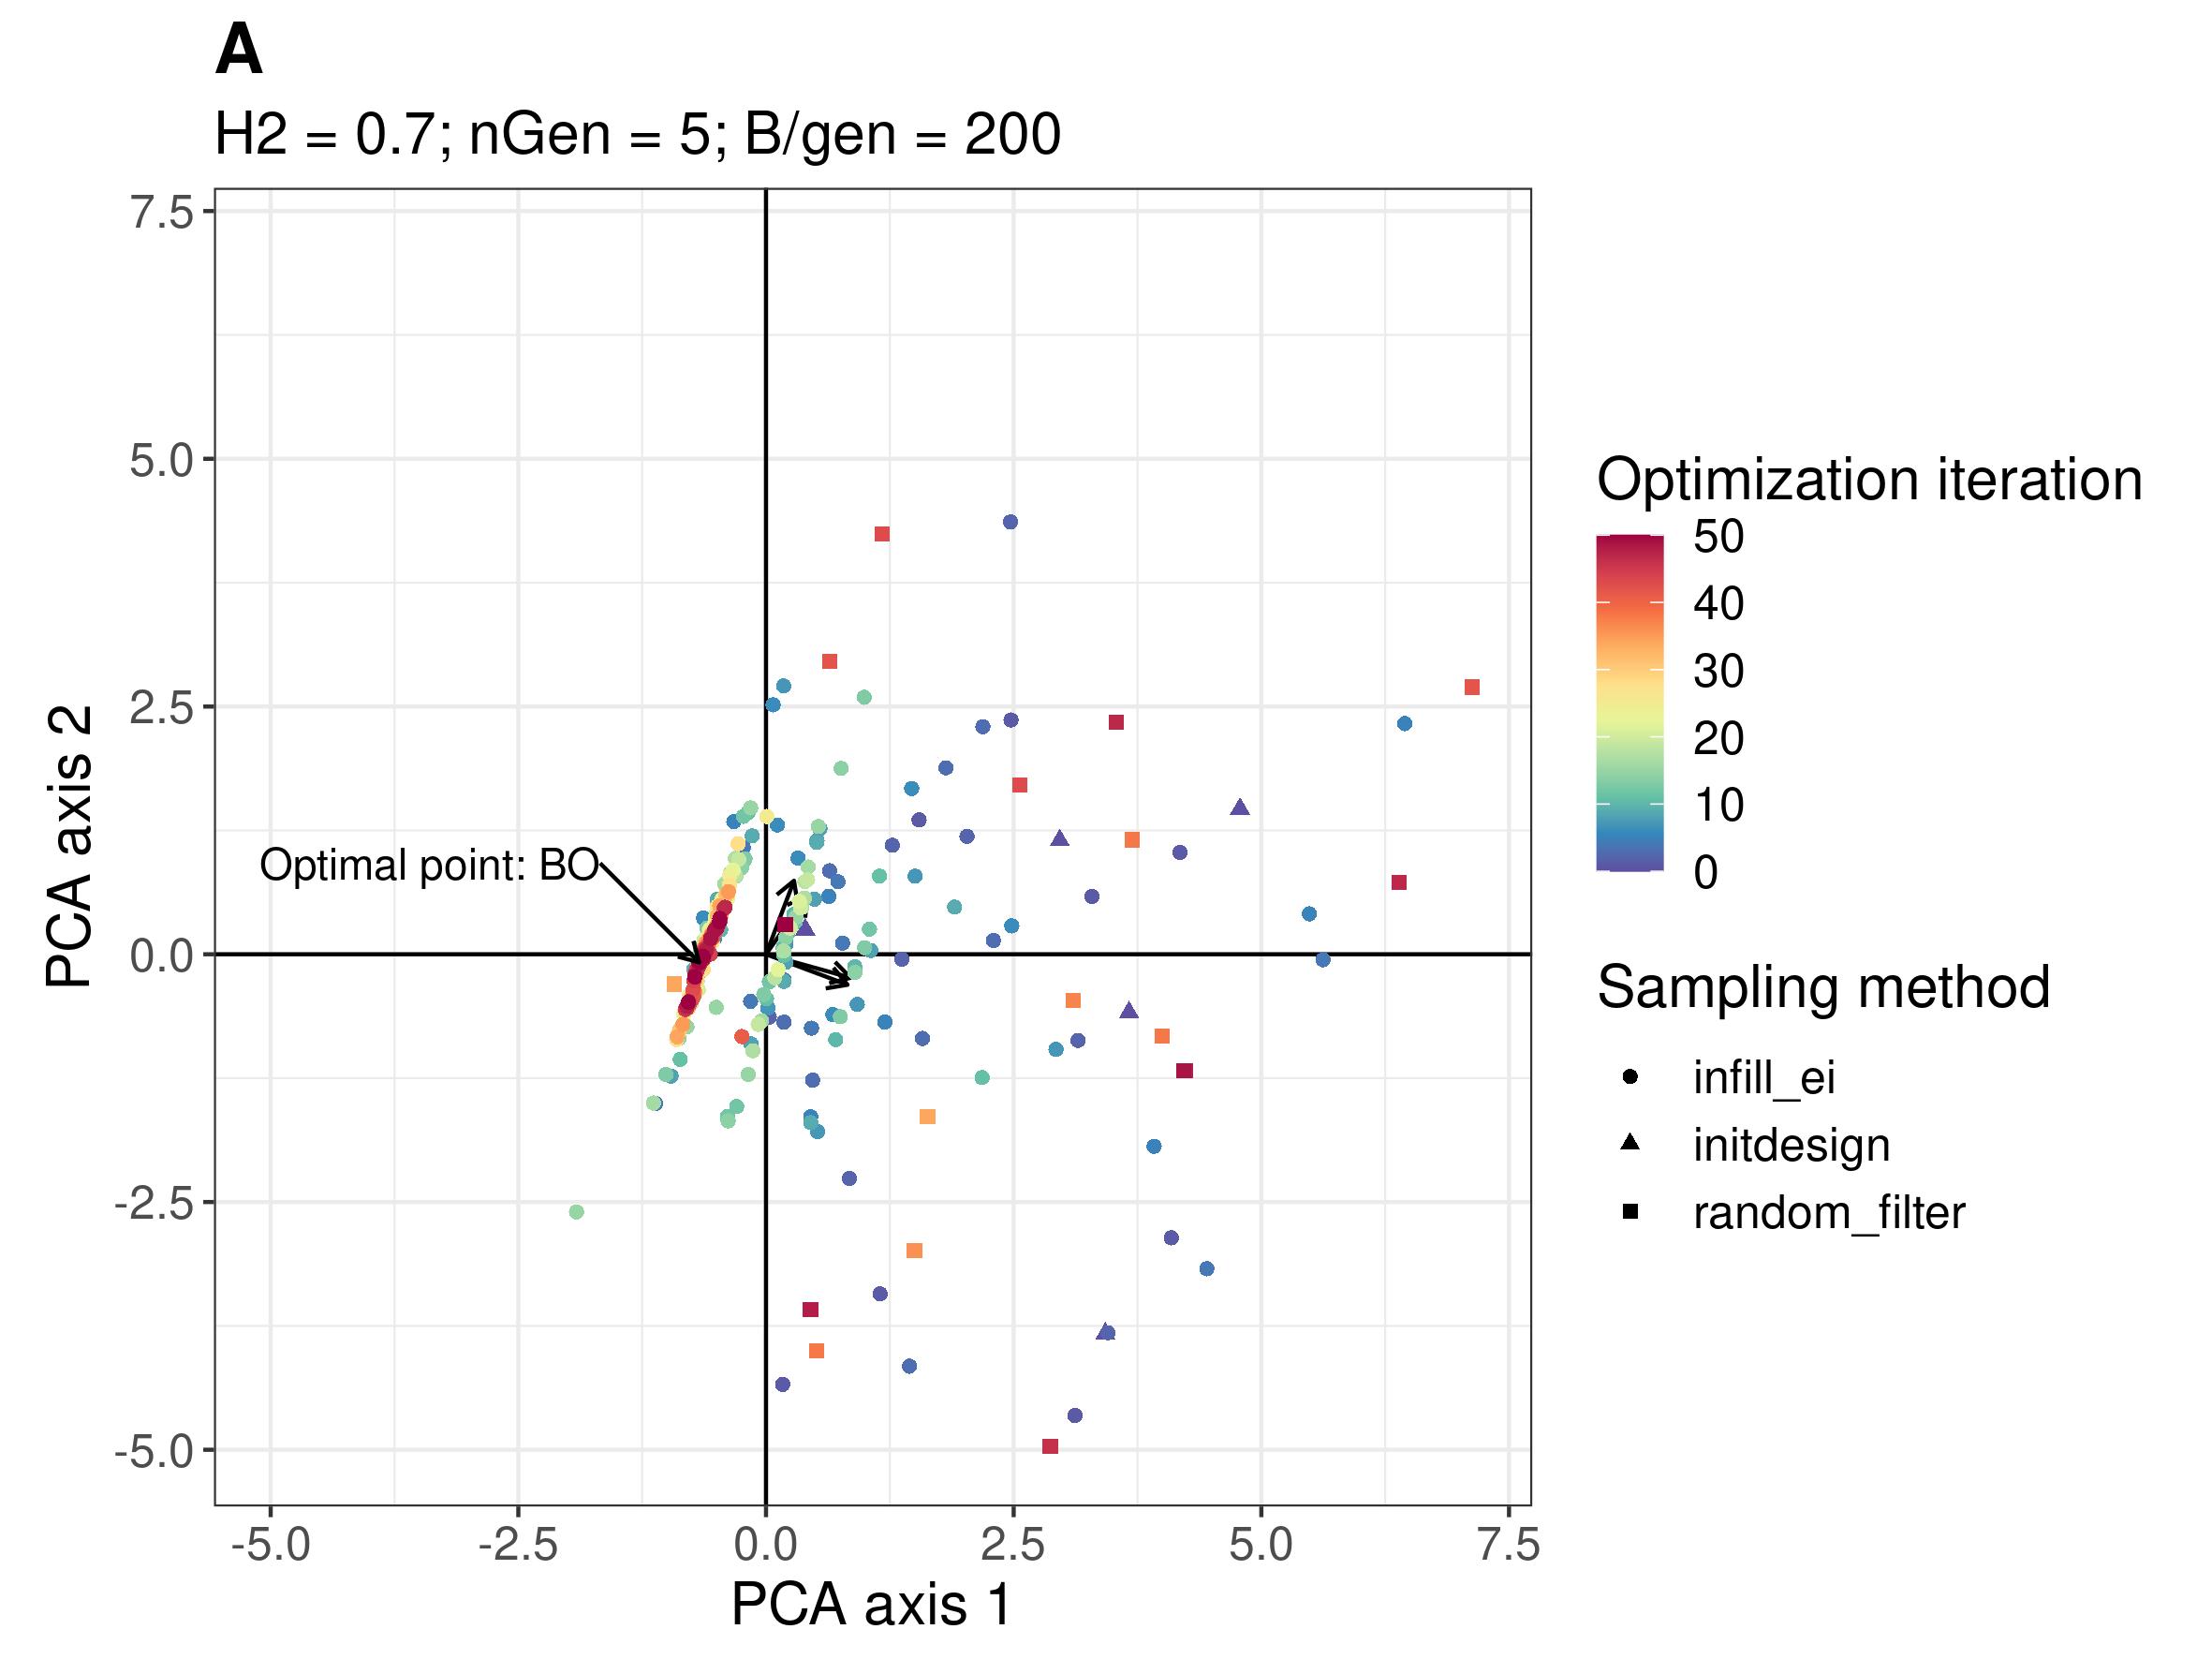 A
H2 = 0.7; nGen = 5; B/gen = 200
7.5
5.0
2.5
0.0
-2.5
-5.0
PCA axis 2
Optimal point: BO
-5.0
-2.5
0.0
2.5
5.0
7.5
PCA axis 1
Optimization iteration
50
40
30
20
10
0
Sampling method
infill_ei
initdesign
random_filter